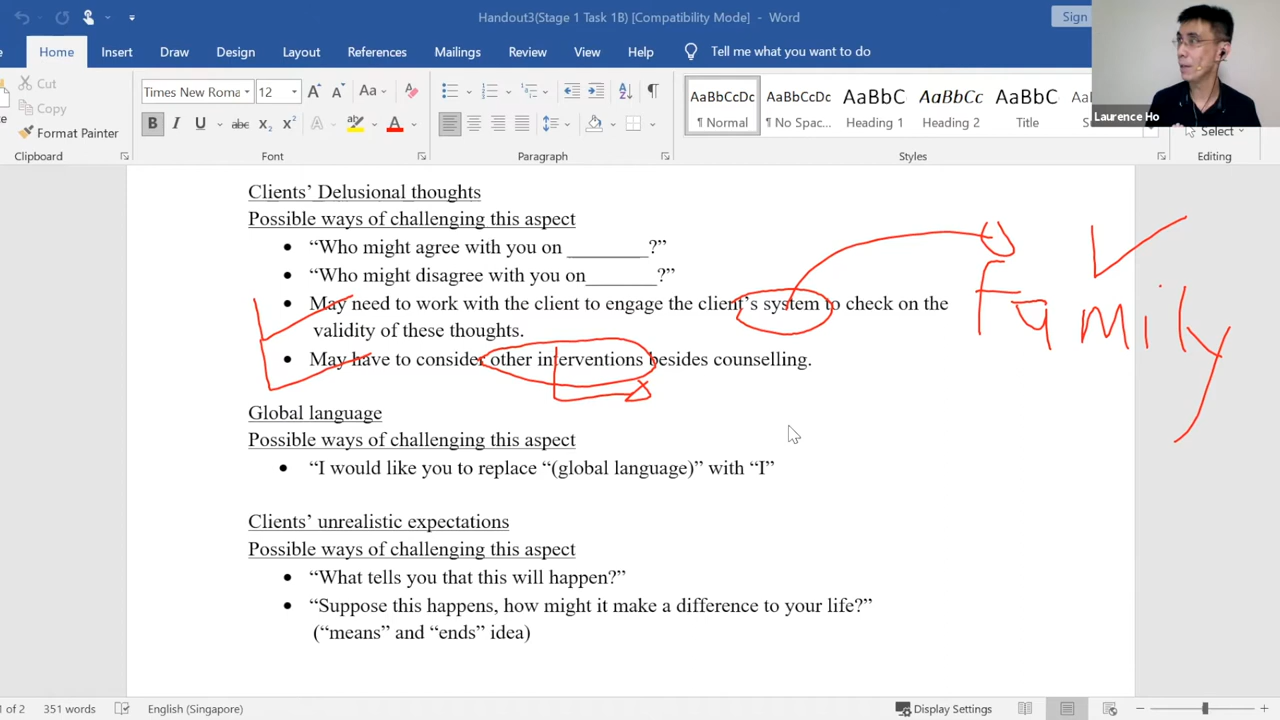 Handout3(Stage 1 Task 1B) [Compatibility Mode] - Word
Sign
Home Insert Draw Design Layout References Mailings Review View Help Tell me what you want to do
Cut
Copy
Format Painter
Times New Roma 12
AaBbCcDc AaBbCcDc AaBbC AaBbCc AaBbC
Normal No Spac... Heading 1 Heading 2 Title
Laurence Ho
Select
Clipboard Font Paragraph Styles Editing
Clients’ Delusional thoughts
Possible ways of challenging this aspect
• “Who might agree with you on ________?”
• “Who might disagree with you on_______?”
• May need to work with the client to engage the client’s system to check on the
validity of these thoughts.
• May have to consider other interventions besides counselling.
Family
Global language
Possible ways of challenging this aspect
• “I would like you to replace “(global language)” with “I”
Clients’ unrealistic expectations
Possible ways of challenging this aspect
• “What tells you that this will happen?”
• “Suppose this happens, how might it make a difference to your life?”
(“means” and “ends” idea)
1 of 2 351 words English (Singapore) Display Settings